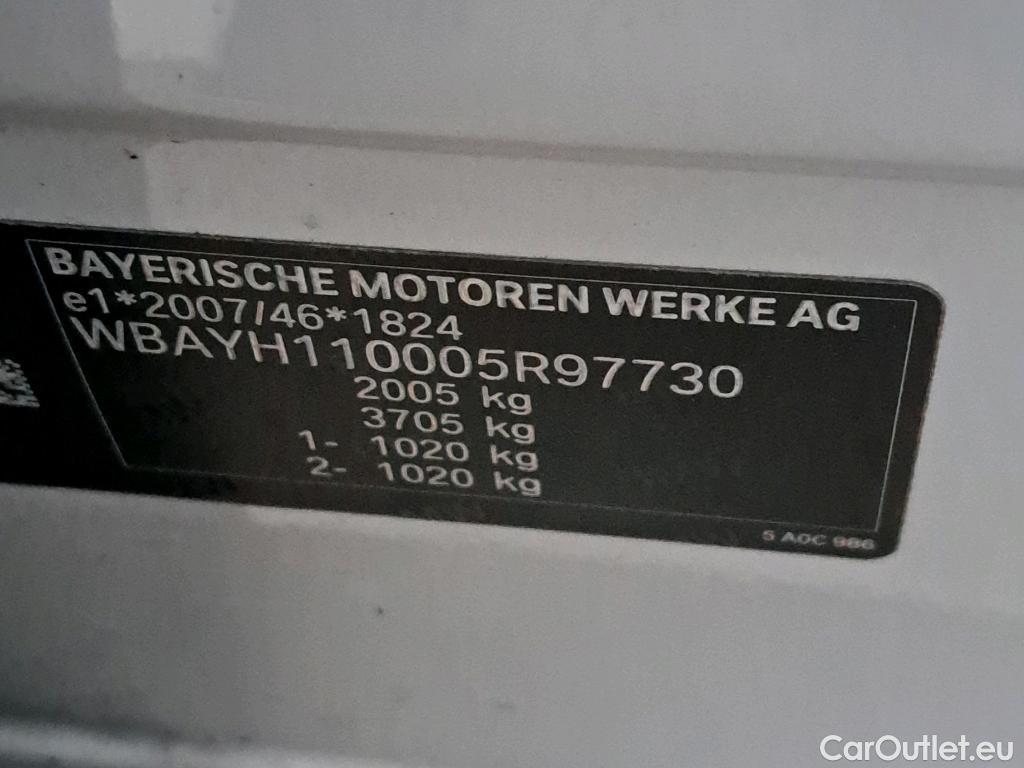 BAYERISCHE MOTOREN WERKE AG
e1*2007/46*1824
WBAYH110005R97730
2005 kg
3705 kg
1- 1020 kg
2- 1020 kg
5 A0C 986
CarOutlet.eu